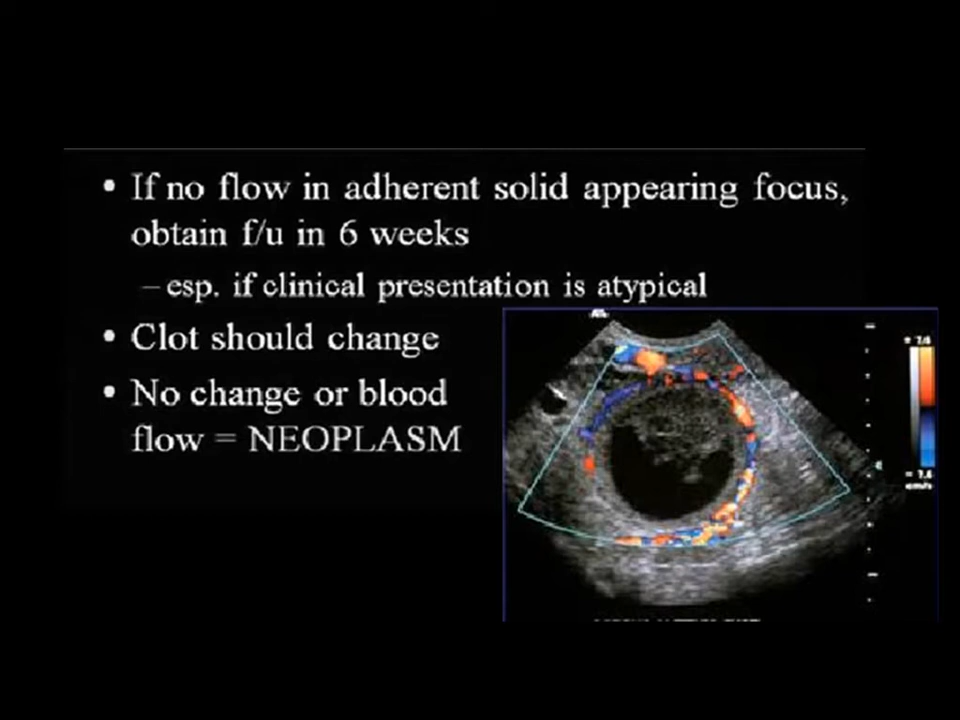 • If no flow in adherent solid appearing focus,
obtain f/u in 6 weeks
– esp. if clinical presentation is atypical
• Clot should change
• No change or blood
flow = NEOPLASM